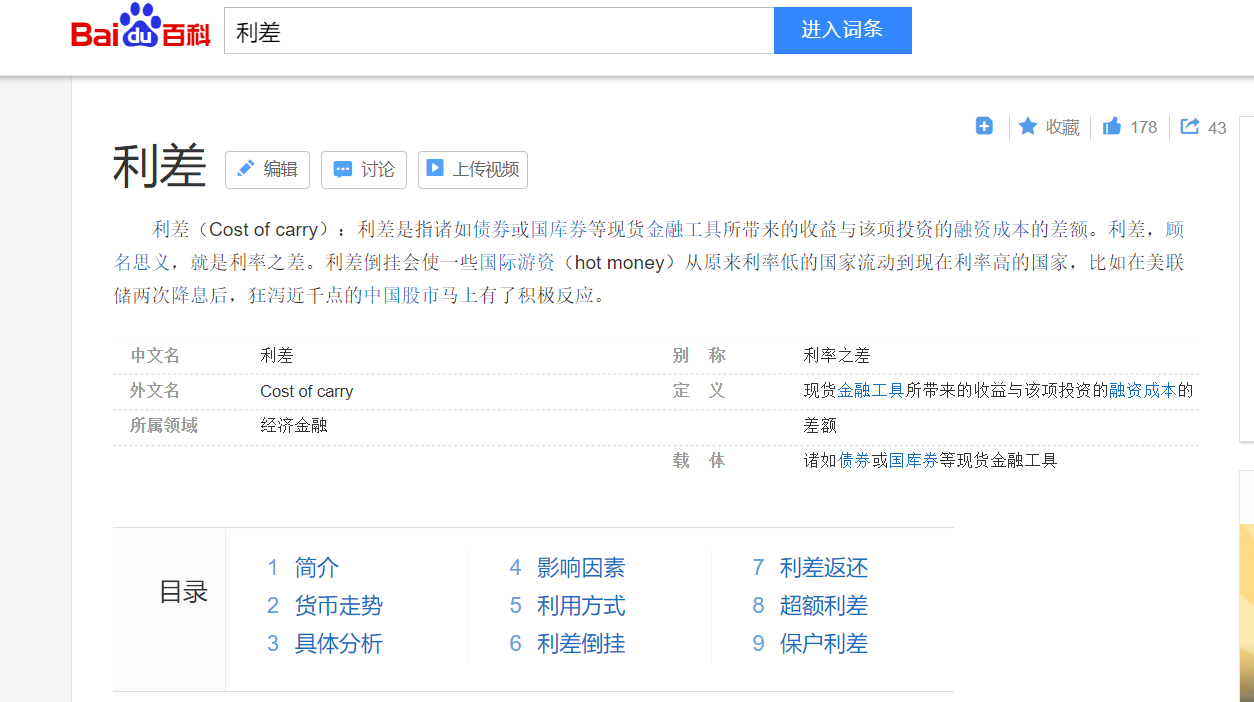 Bai du 百科
利差
进入词条
收藏
178
43
利差
编辑
讨论
上传视频
利差（Cost of carry）：利差是指诸如债券或国库券等现货金融工具所带来的收益与该项投资的融资成本的差额。利差，顾
名思义，就是利率之差。利差倒挂会使一些国际游资（hot money）从原来利率低的国家流动到现在利率高的国家，比如在美联
储两次降息后，狂泻近千点的中国股市马上有了积极反应。
中文名 利差
外文名 Cost of carry
所属领域 经济金融
别 称 利率之差
定 义 现货金融工具所带来的收益与该项投资的融资成本的
差额
载 体 诸如债券或国库券等现货金融工具
目录
1 简介
2 货币走势
3 具体分析
4 影响因素
5 利用方式
6 利差倒挂
7 利差返还
8 超额利差
9 保户利差